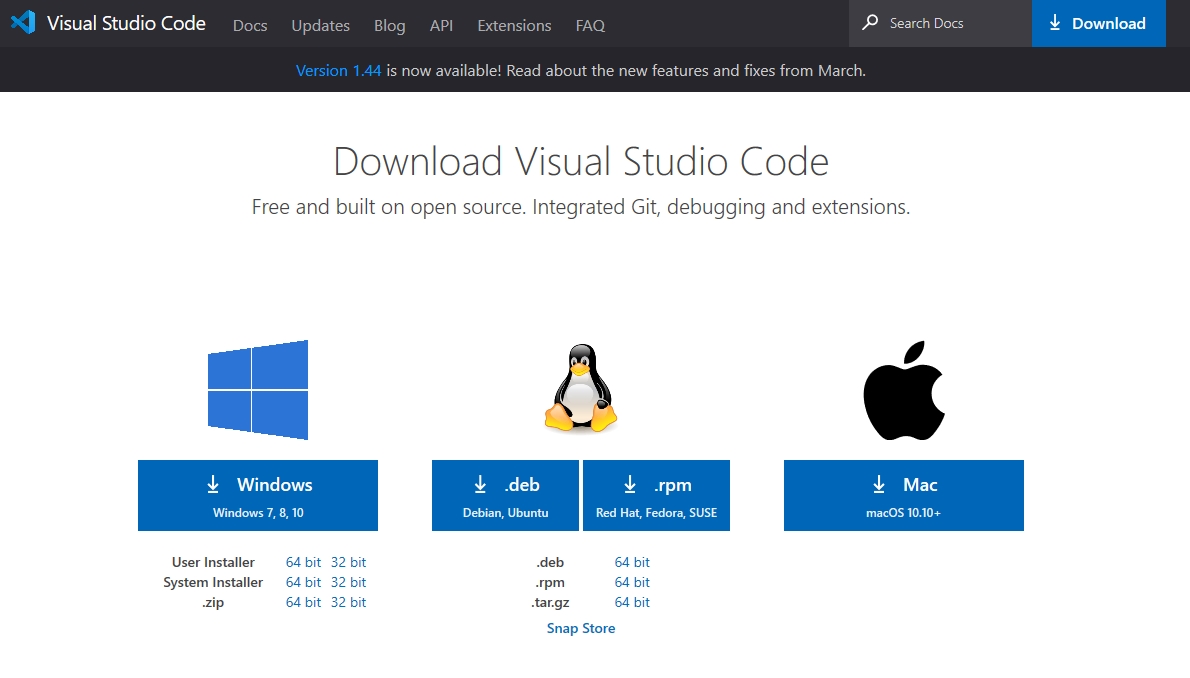 Visual Studio Code Docs Updates Blog API Extensions FAQ Search Docs Download
Version 1.44 is now available! Read about the new features and fixes from March.
Download Visual Studio Code
Free and built on open source. Integrated Git, debugging and extensions.
Windows
Windows 7, 8, 10
.deb
Debian, Ubuntu
.rpm
Red Hat, Fedora, SUSE
Mac
macOS 10.10+
User Installer 64 bit 32 bit
System Installer 64 bit 32 bit
.zip 64 bit 32 bit
.deb 64 bit
.rpm 64 bit
.tar.gz 64 bit
Snap Store